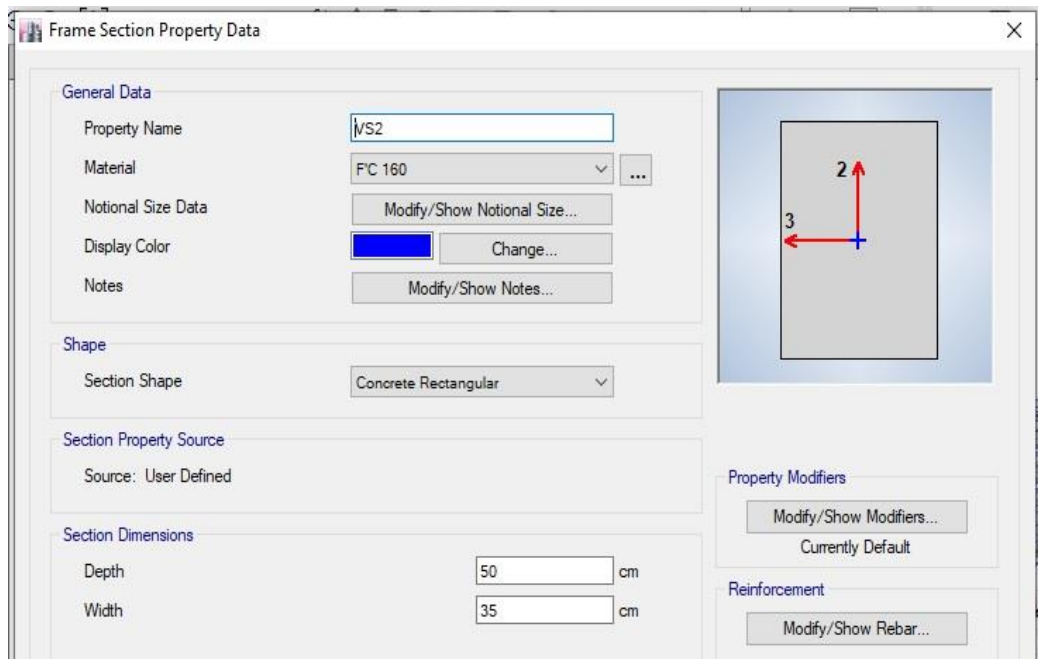 Frame Section Property Data
General Data
Property Name VS2
Material F'C 160 ...
Notional Size Data Modify/Show Notional Size...
Display Color Change...
Notes Modify/Show Notes...
2
3
Shape
Section Shape Concrete Rectangular
Section Property Source
Source: User Defined
Property Modifiers
Modify/Show Modifiers...
Currently Default
Section Dimensions
Depth 50 cm
Width 35 cm
Reinforcement
Modify/Show Rebar...